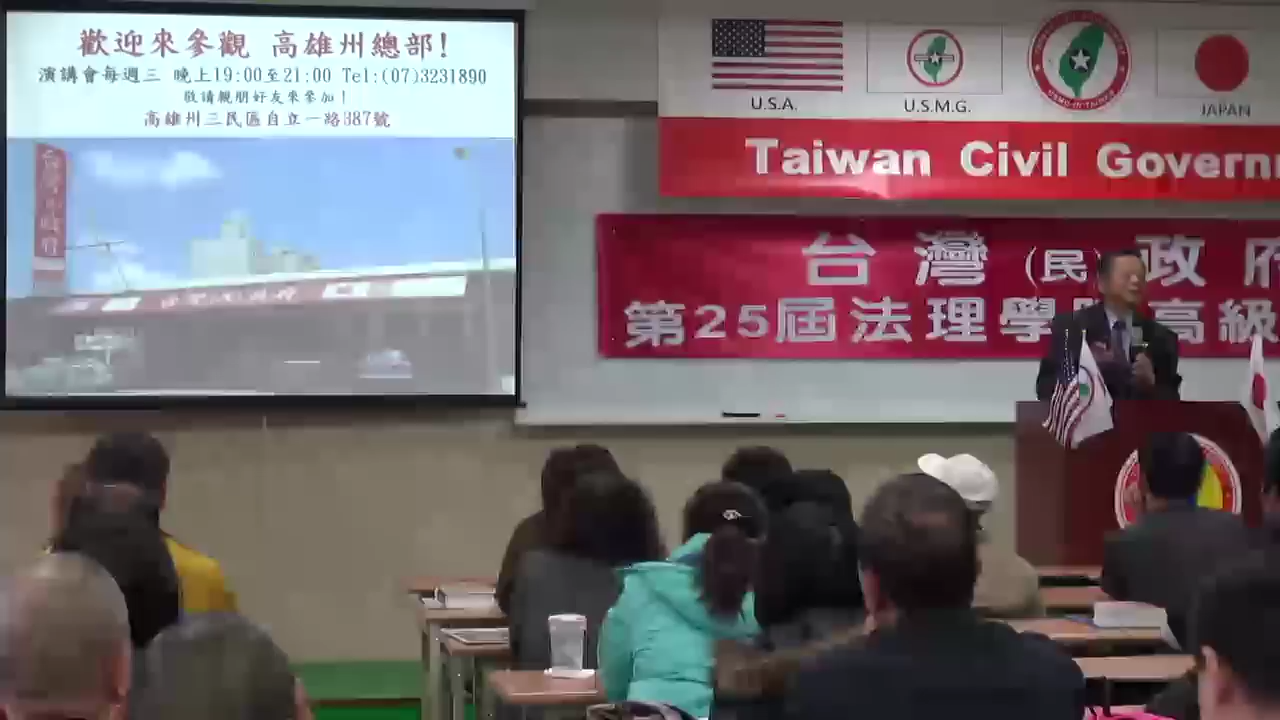 歡迎來參觀 高雄州總部!
演講會每週三 晚上19:00至21:00 Tel:(07)3231890
敬請親朋好友來參加!
高雄州三民區自立一路387號
U.S.A.
U.S.M.G.
JAPAN
Taiwan Civil Governm
台灣(民)政府
第25屆法理學 高級